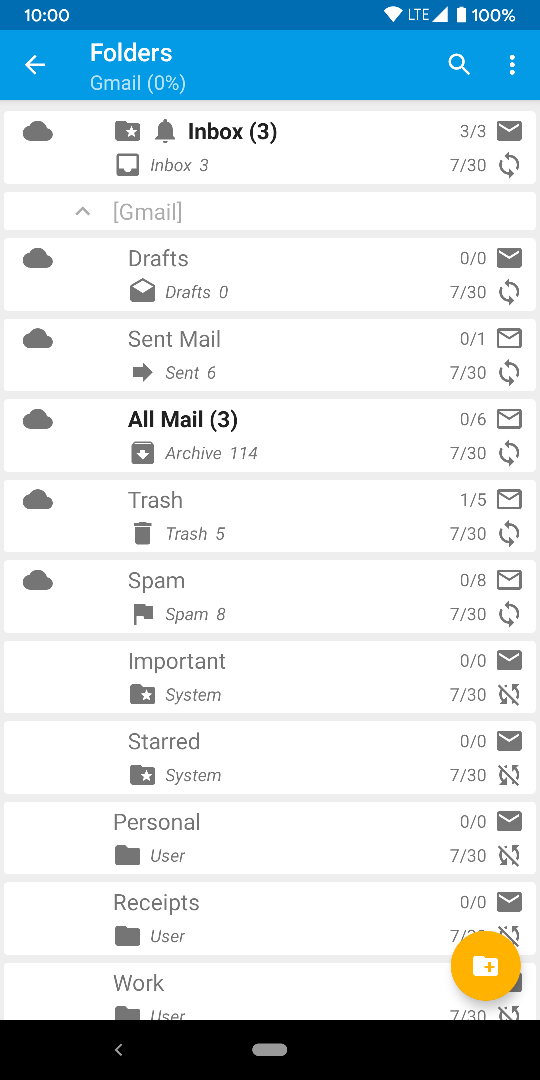 10:00 LTE 100%
Folders
Gmail (0%)
Inbox (3) 3/3
Inbox 3 7/30
[Gmail]
Drafts 0/0
Drafts 0 7/30
Sent Mail 0/1
Sent 6 7/30
All Mail (3) 0/6
Archive 114 7/30
Trash 1/5
Trash 5 7/30
Spam 0/8
Spam 8 7/30
Important 0/0
System 7/30
Starred 0/0
System 7/30
Personal 0/0
User 7/30
Receipts 0/0
User
Work
User 7/30